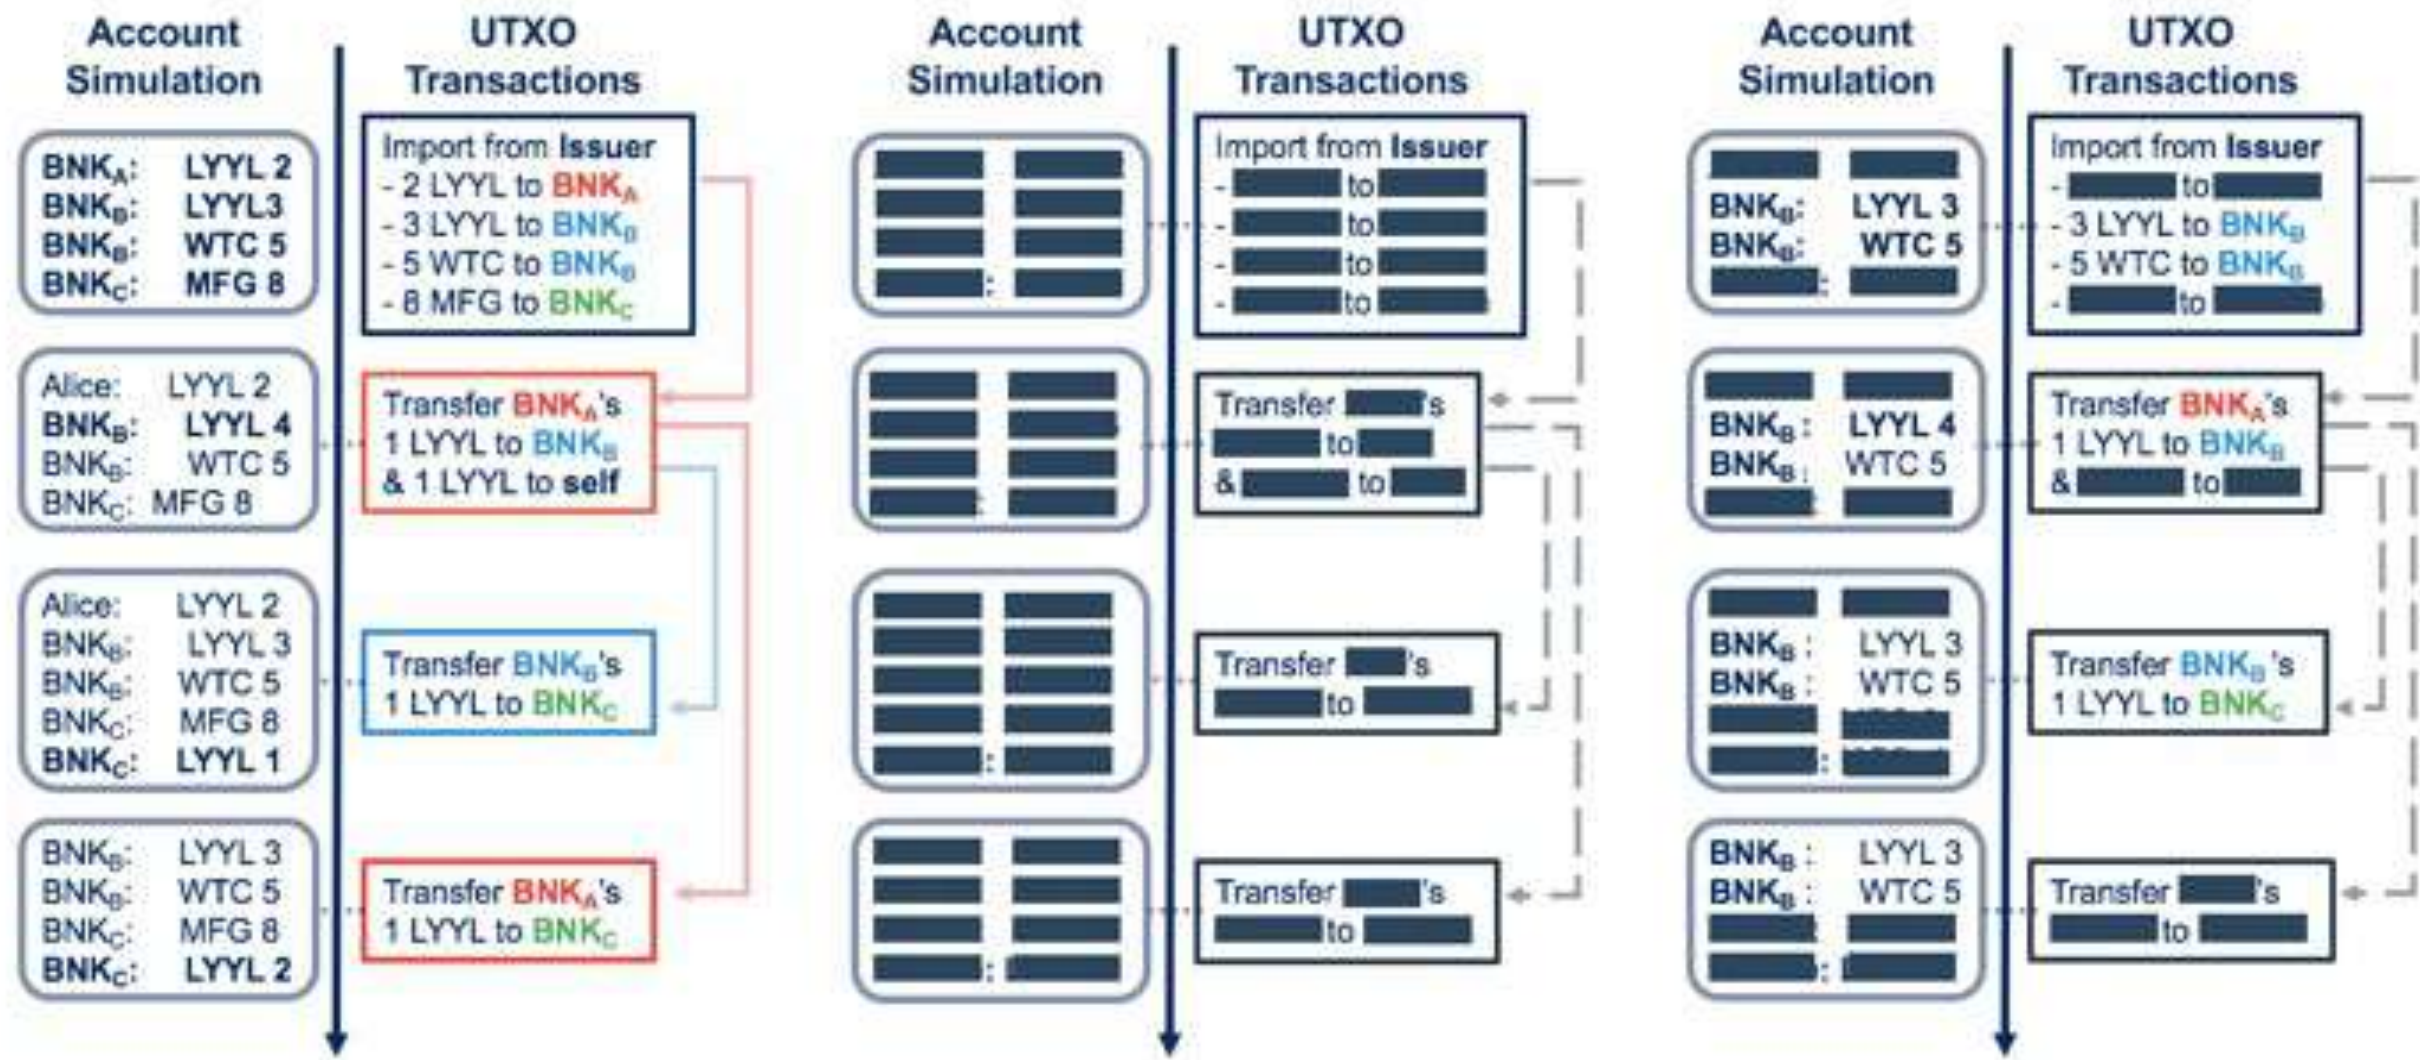 Account
Simulation
UTXO
Transactions
BNKA: LYYL 2
BNKB: LYYL3
BNKB: WTC 5
BNKC: MFG 8
Import from Issuer
- 2 LYYL to BNKA
- 3 LYYL to BNKB
- 5 WTC to BNKB
- 8 MFG to BNKC
Alice: LYYL 2
BNKB: LYYL 4
BNKB: WTC 5
BNKC: MFG 8
Transfer BNKA's
1 LYYL to BNKB
& 1 LYYL to self
Alice: LYYL 2
BNKB: LYYL 3
BNKB: WTC 5
BNKC: MFG 8
BNKC: LYYL 1
Transfer BNKB's
1 LYYL to BNKC
BNKB: LYYL 3
BNKB: WTC 5
BNKC: MFG 8
BNKC: LYYL 2
Transfer BNKA's
1 LYYL to BNKC
Account
Simulation
UTXO
Transactions
:
Import from Issuer
- to
- to
- to
- to
:
Transfer 's
to
& to
:
Transfer 's
to
:
Transfer 's
to
Account
Simulation
UTXO
Transactions
BNKB: LYYL 3
BNKB: WTC 5
:
Import from Issuer
- to
- 3 LYYL to BNKB
- 5 WTC to BNKB
- to
BNKB : LYYL 4
BNKB : WTC 5
Transfer BNKA's
1 LYYL to BNKB
& to
BNKB : LYYL 3
BNKB : WTC 5
:
Transfer BNKB's
1 LYYL to BNKC
BNKB : LYYL 3
BNKB : WTC 5
:
Transfer 's
to